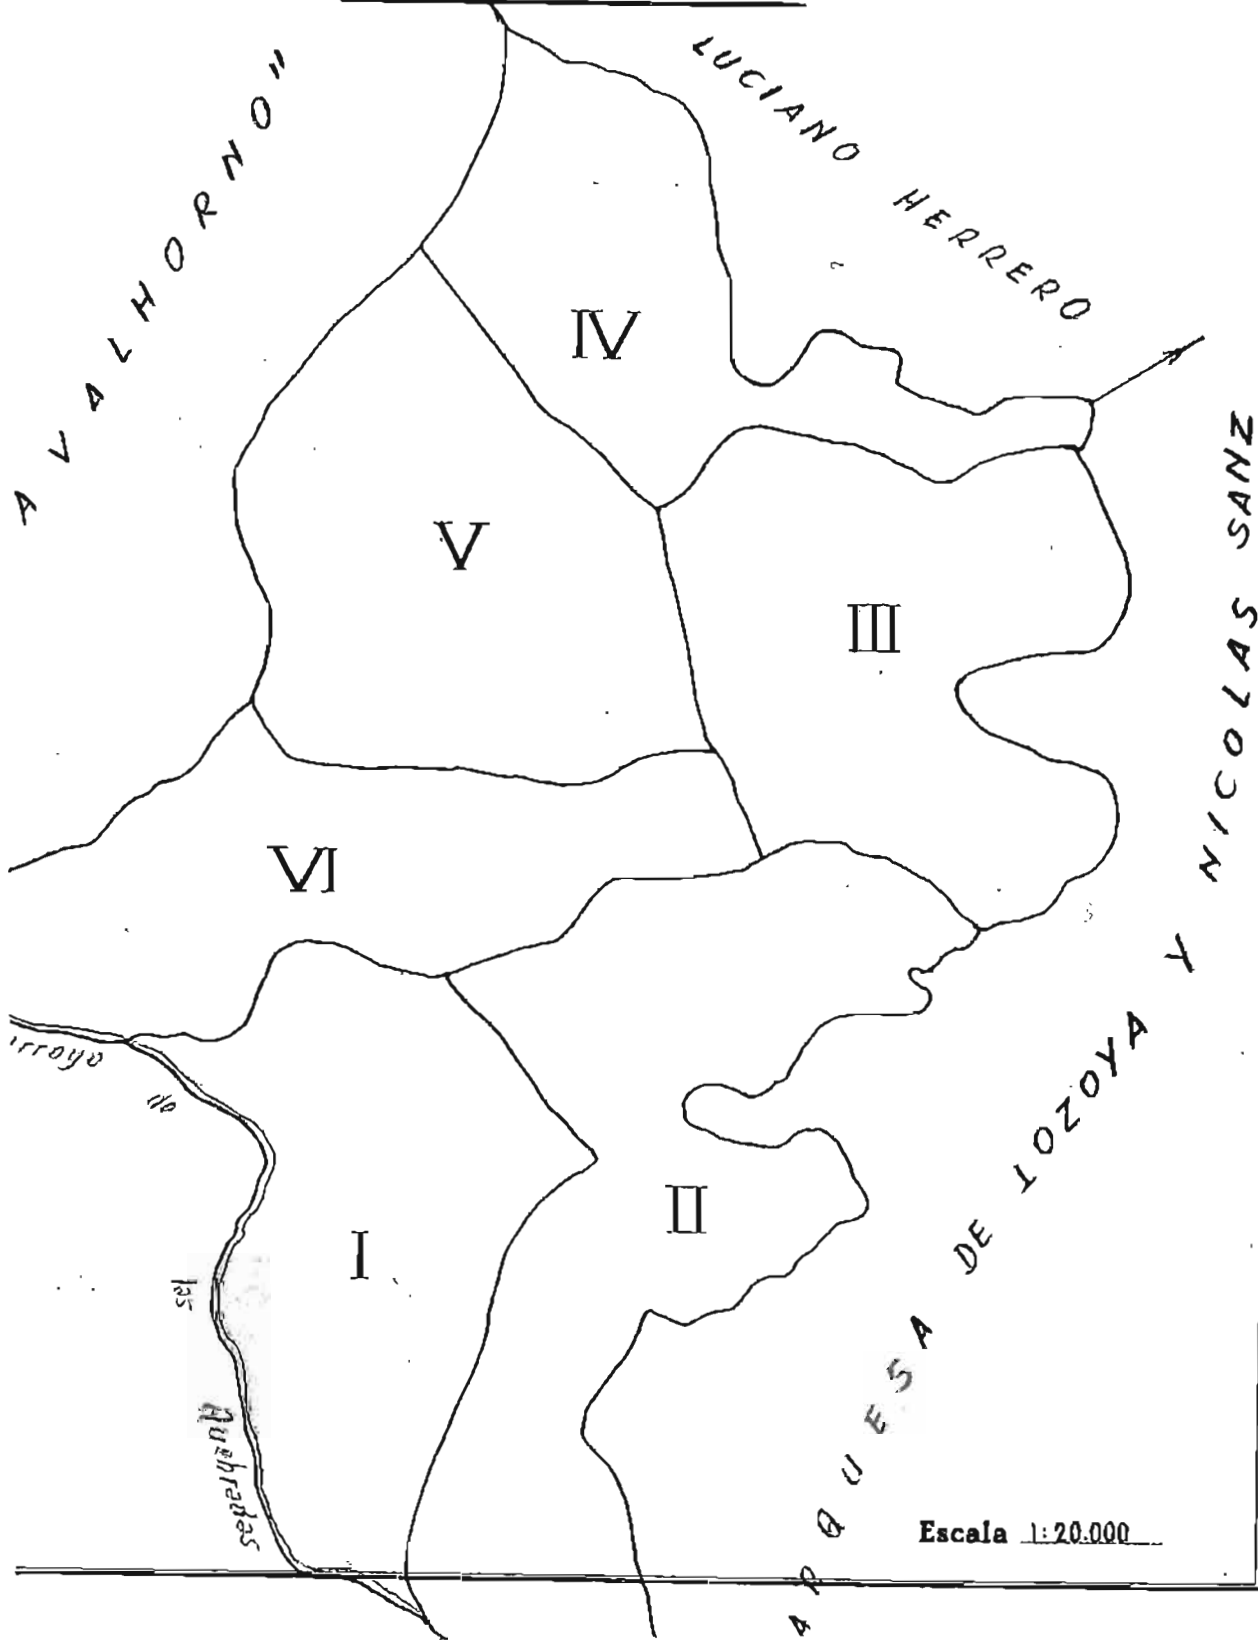 AVALHORNO"
LUCIANO HERRERO
IV
V
III
VI
I
II
arroyo
de
las
Quebradas
ARQUESA DE LOZOYA Y NICOLAS SANZ
Escala 1:20.000